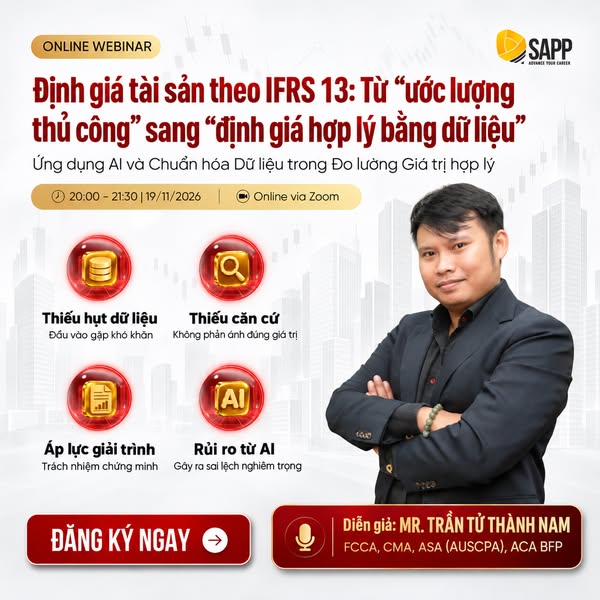 ONLINE WEBINAR
SAPP
ADVANCE YOUR CAREER
Định giá tài sản theo IFRS 13: Từ “ước lượng
thủ công” sang “định giá hợp lý bằng dữ liệu”
Ứng dụng AI và Chuẩn hóa Dữ liệu trong Đo lường Giá trị hợp lý
20:00 - 21:30 | 19/11/2026 | Online via Zoom
Thiếu hụt dữ liệu
Đầu vào gặp khó khăn
Thiếu căn cứ
Không phản ánh đúng giá trị
Áp lực giải trình
Trách nhiệm chứng minh
AI
Rủi ro từ AI
Gây ra sai lệch nghiêm trọng
ĐĂNG KÝ NGAY
Diễn giả: MR. TRẦN TỬ THÀNH NAM
FCCA, CMA, ASA (AUSCPA), ACA BFP